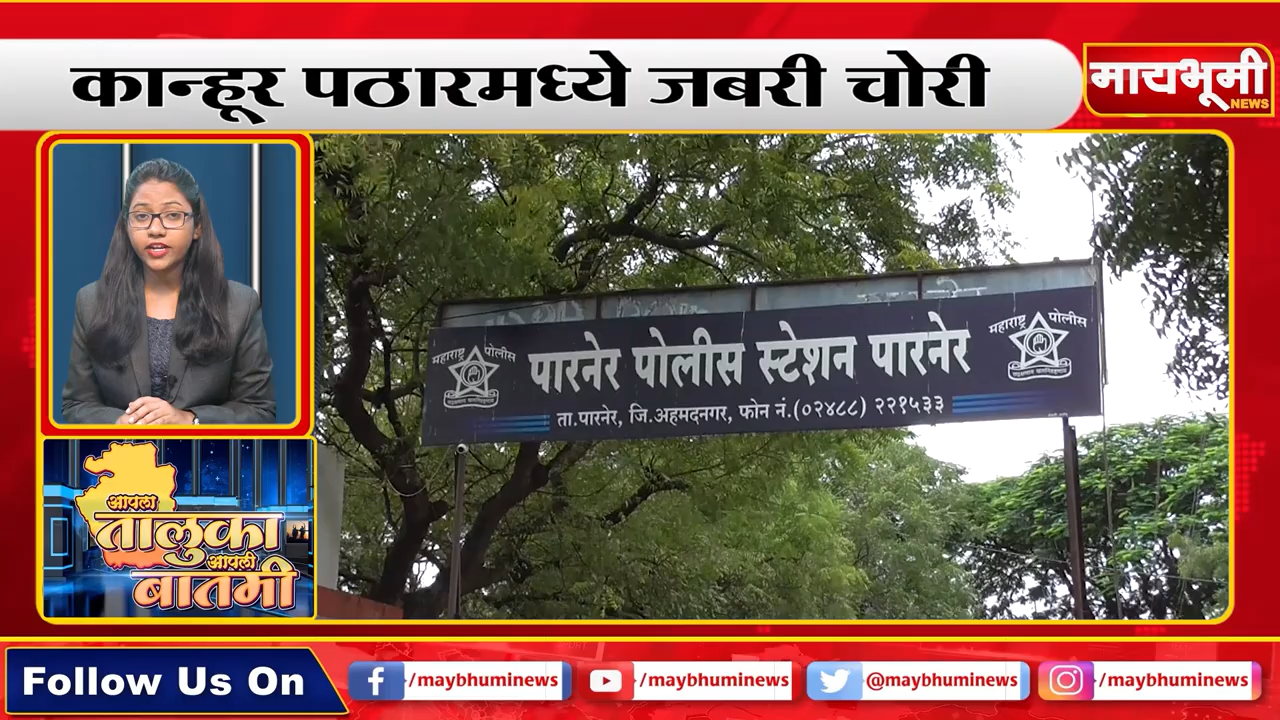 कान्हूर पठारमध्ये जबरी चोरी
मायभूमी
NEWS
महाराष्ट्र पोलीस
पारनेर पोलीस स्टेशन पारनेर
महाराष्ट्र पोलीस
ता.पारनेर, जि.अहमदनगर, फोन नं.(०२४८८) २२१५३३
आपला
तालुका
आपली
बातमी
Follow Us On
/maybhuminews
/maybhuminews
@maybhuminews
/maybhuminews